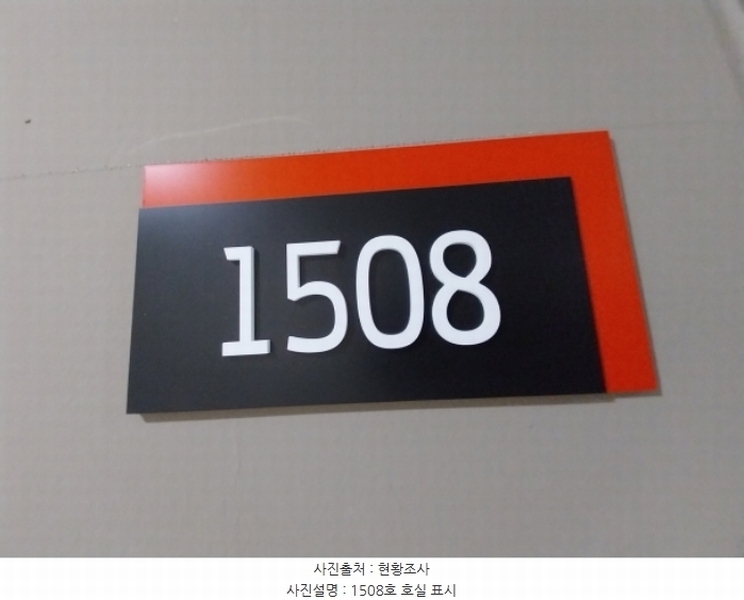 1508
사진출처 : 현황조사
사진설명 : 1508호 호실 표시